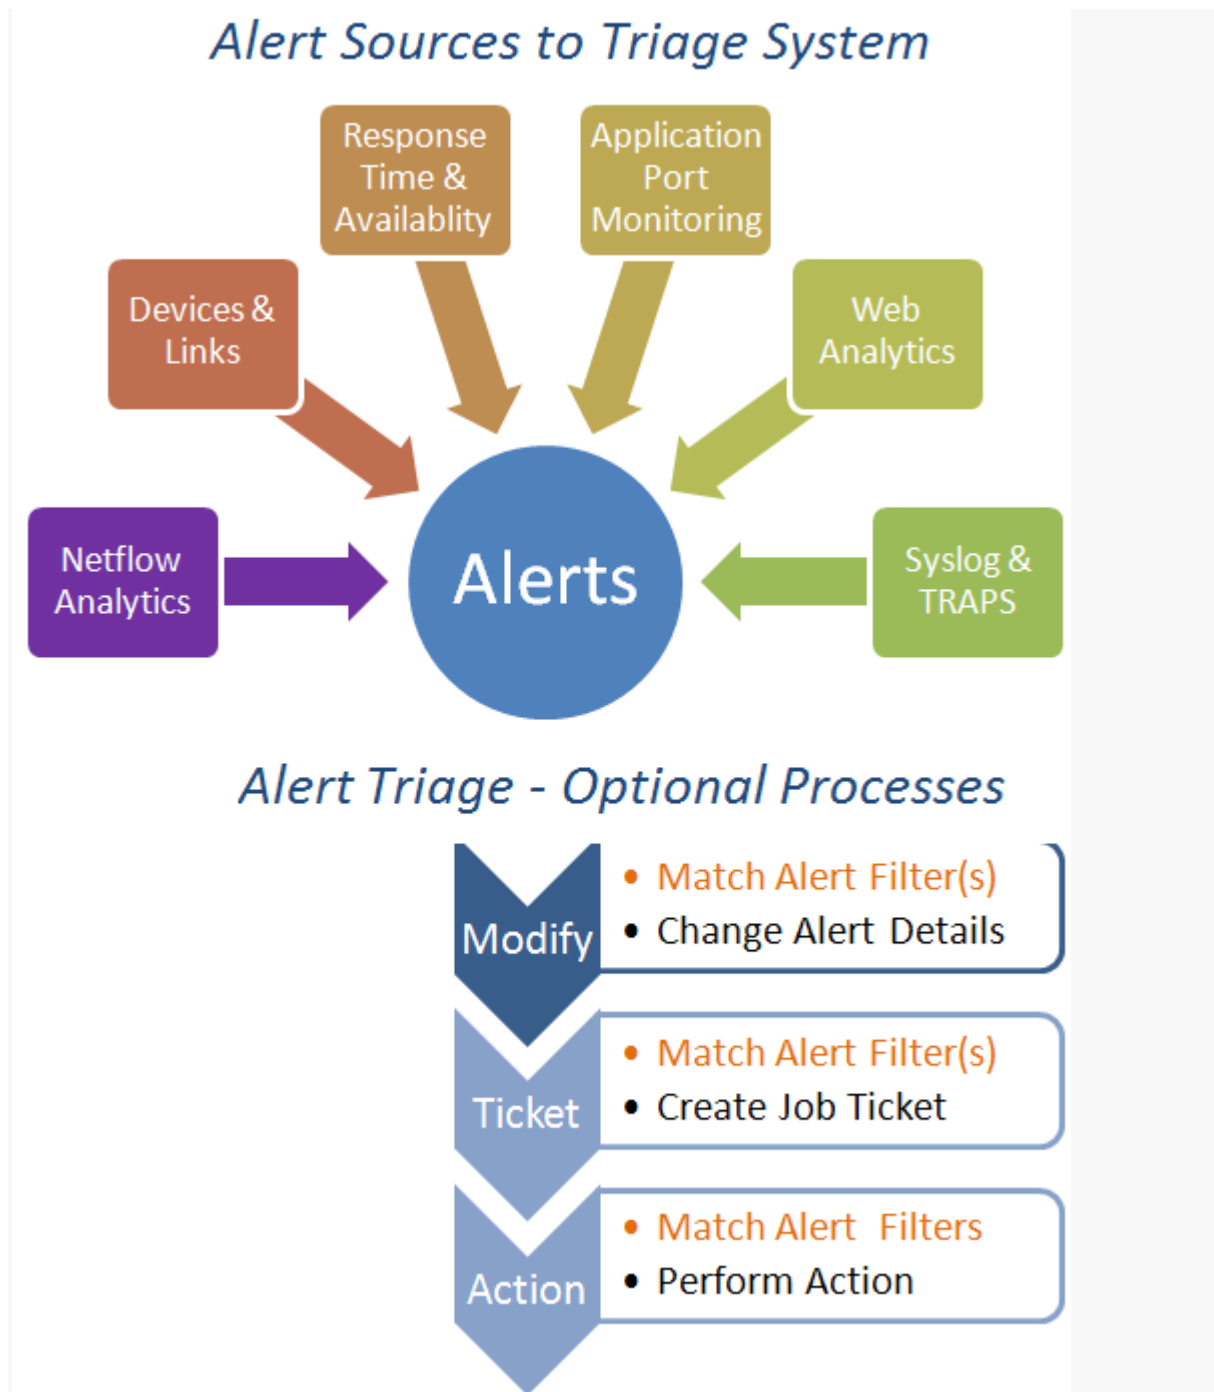 Alert Sources to Triage System
Response
Time &
Availablity
Application
Port
Monitoring
Devices &
Links
Web
Analytics
Netflow
Analytics
Alerts
Syslog &
TRAPS
Alert Triage - Optional Processes
Modify
• Match Alert Filter(s)
• Change Alert Details
Ticket
• Match Alert Filter(s)
• Create Job Ticket
Action
• Match Alert Filters
• Perform Action